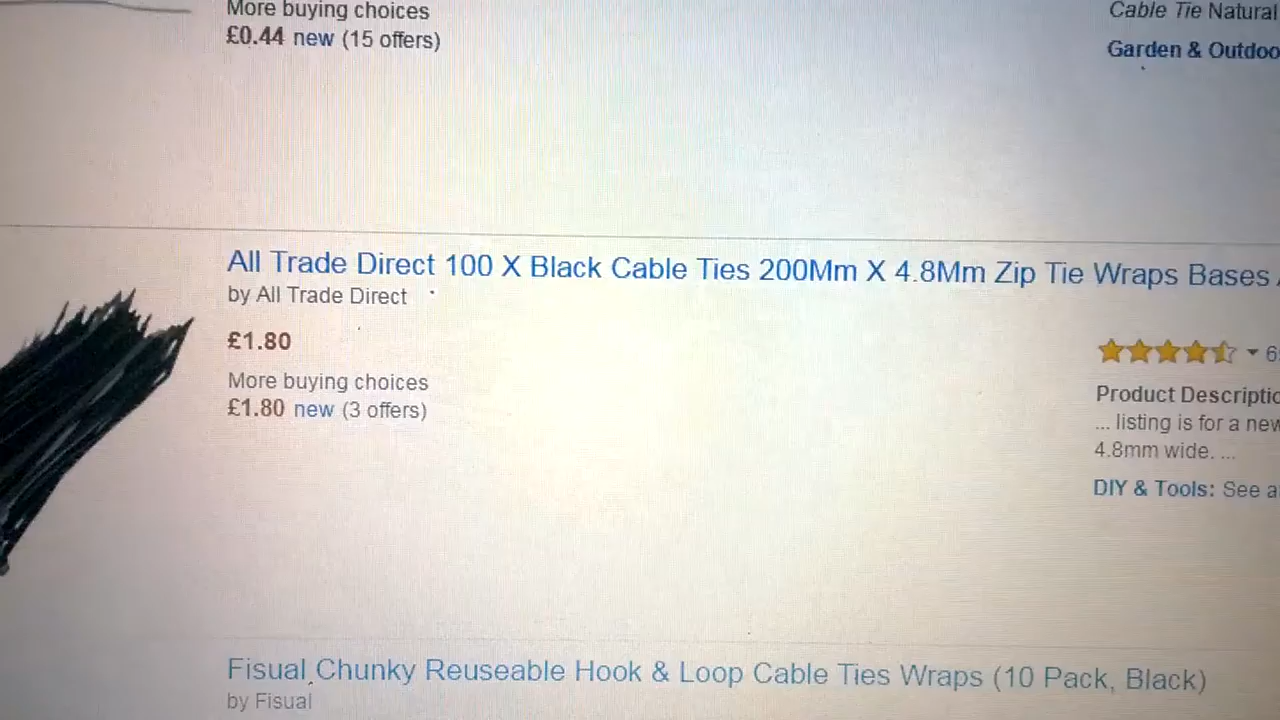 More buying choices
£0.44 new (15 offers)
Cable Tie Natural
Garden & Outdoo
All Trade Direct 100 X Black Cable Ties 200Mm X 4.8Mm Zip Tie Wraps Bases
by All Trade Direct
£1.80
More buying choices
£1.80 new (3 offers)
6
Product Descriptio
... listing is for a new
4.8mm wide. ...
DIY & Tools: See a
Fisual Chunky Reuseable Hook & Loop Cable Ties Wraps (10 Pack, Black)
by Fisual